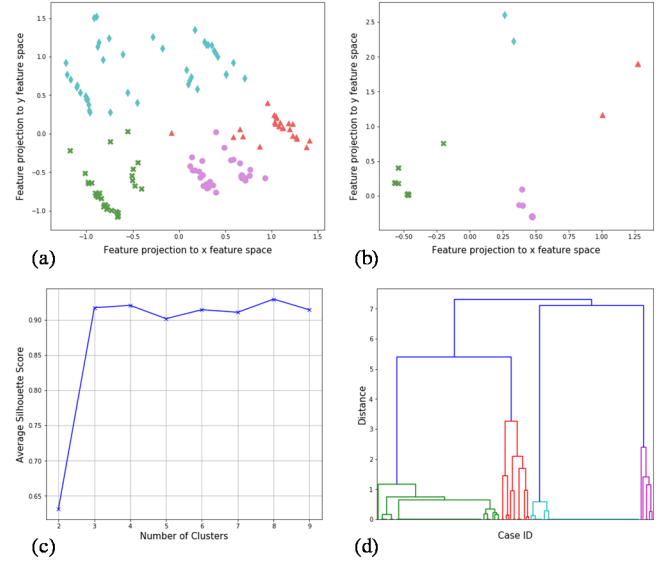 1.5
1.0
0.5
0.0
−0.5
−1.0
−1.0 −0.5 0.0 0.5 1.0 1.5
Feature projection to y feature space
Feature projection to x feature space
(a)
2.5
2.0
1.5
1.0
0.5
0.0
−0.50 −0.25 0.00 0.25 0.50 0.75 1.00 1.25
Feature projection to y feature space
Feature projection to x feature space
(b)
0.90
0.85
0.80
0.75
0.70
0.65
2 3 4 5 6 7 8 9
Average Silhouette Score
Number of Clusters
(c)
7
6
5
4
3
2
1
0
Distance
Case ID
(d)